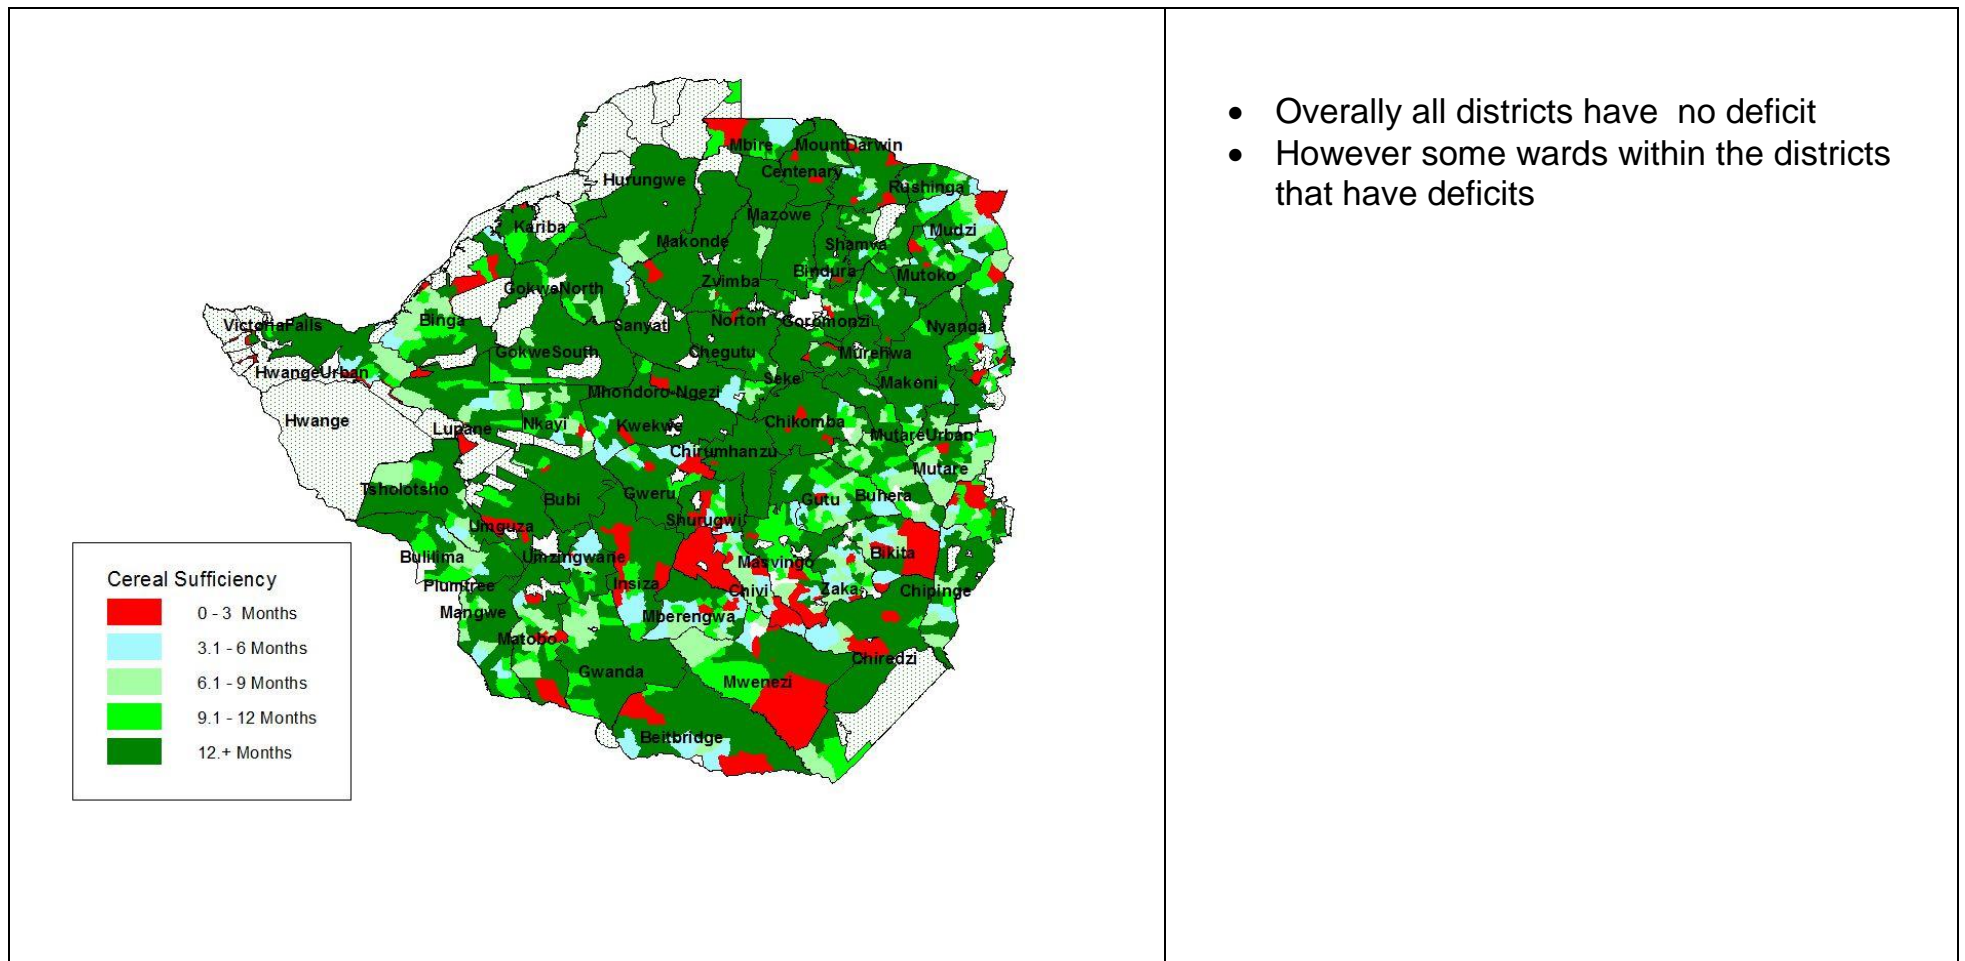 Mbire
MountDarwin
Centenary
Hurungwe
Rushinga
Mazowe
Kariba
Makonde
Shamva
Mudzi
Bindura
Mutoko
Zvimba
GokweNorth
Binga
VictoriaFalls
Sanyati
Norton
Goromonzi
Nyanga
GokweSouth
Chegutu
Murehwa
HwangeUrban
Seke
Makoni
Mhondoro-Ngezi
Hwange
Lupane
Nkayi
Kwekwe
Chikomba
MutareUrban
Chirumhanzu
Mutare
Tsholotsho
Bubi
Gweru
Gutu
Buhera
Shurugwi
Umguza
Bulilima
Umzingwane
Masvingo
Bikita
Plumtree
Insiza
Chivi
Zaka
Chipinge
Mangwe
Mberengwa
Matobo
Chiredzi
Gwanda
Mwenezi
Beitbridge
Cereal Sufficiency
0 - 3 Months
3.1 - 6 Months
6.1 - 9 Months
9.1 - 12 Months
12.+ Months
• Overally all districts have no deficit
• However some wards within the districts
that have deficits